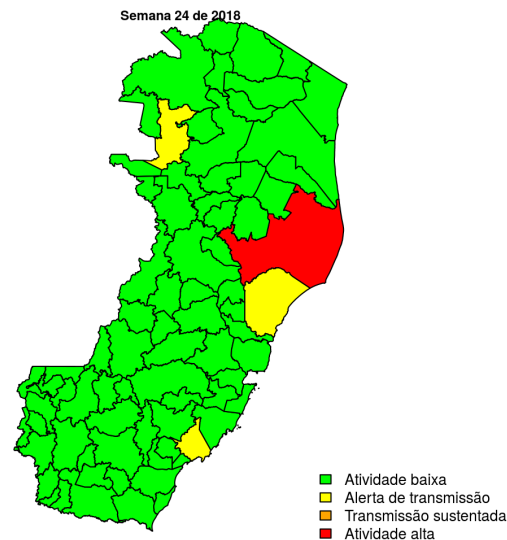 Semana 24 de 2018
Atividade baixa
Alerta de transmissão
Transmissão sustentada
Atividade alta